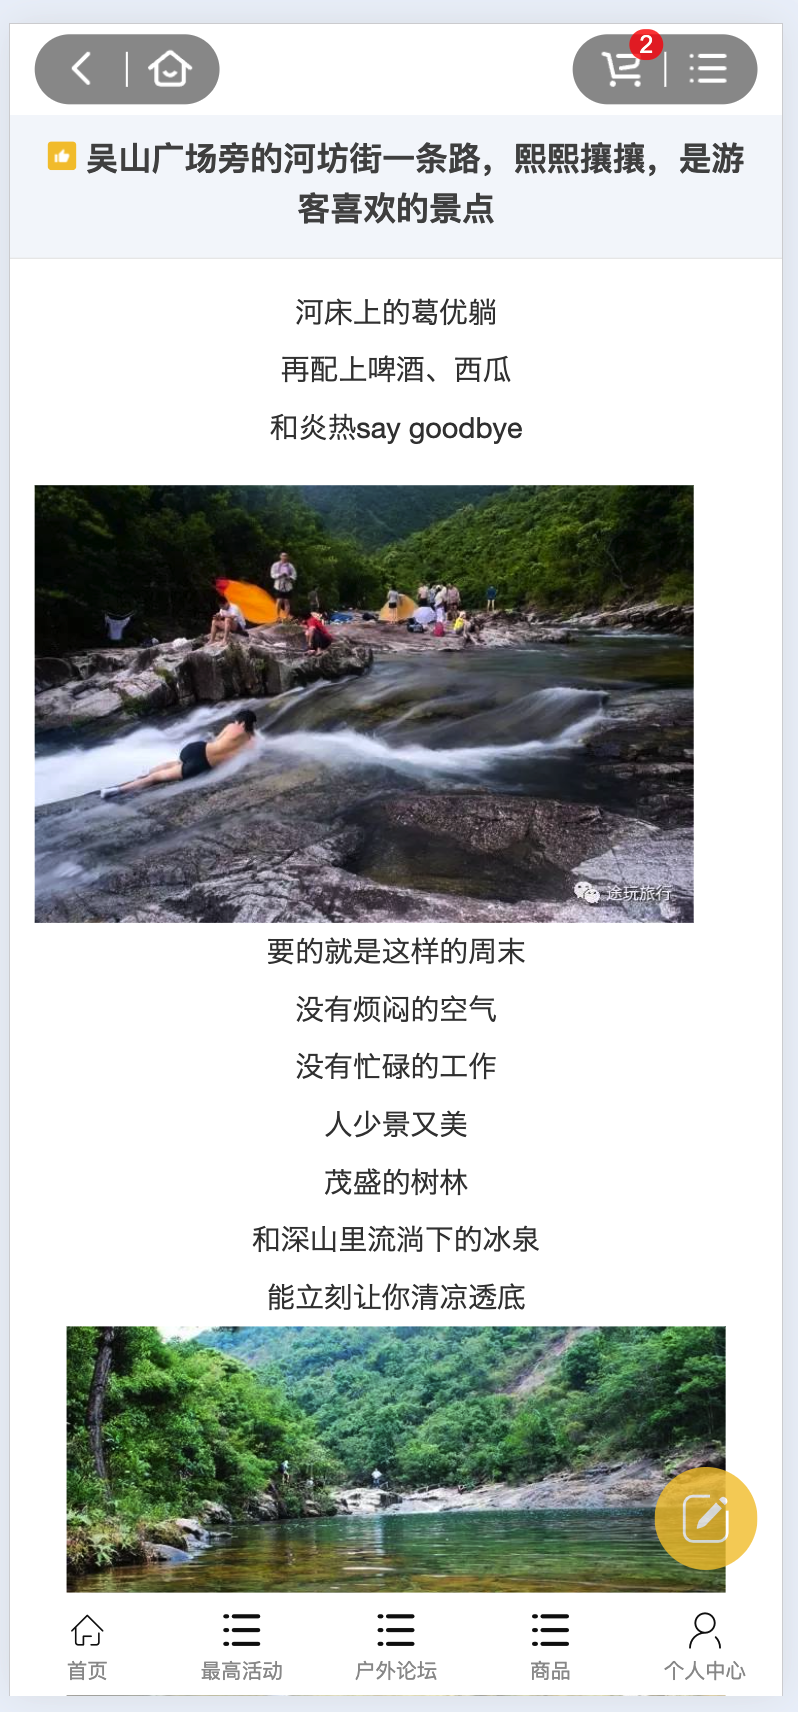 2
吴山广场旁的河坊街一条路，熙熙攘攘，是游
客喜欢的景点
河床上的葛优躺
再配上啤酒、西瓜
和炎热say goodbye
途玩旅行
要的就是这样的周末
没有烦闷的空气
没有忙碌的工作
人少景又美
茂盛的树林
和深山里流淌下的冰泉
能立刻让你清凉透底
首页
最高活动
户外论坛
商品
个人中心